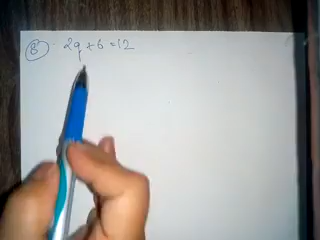 8 2q + 6 = 12